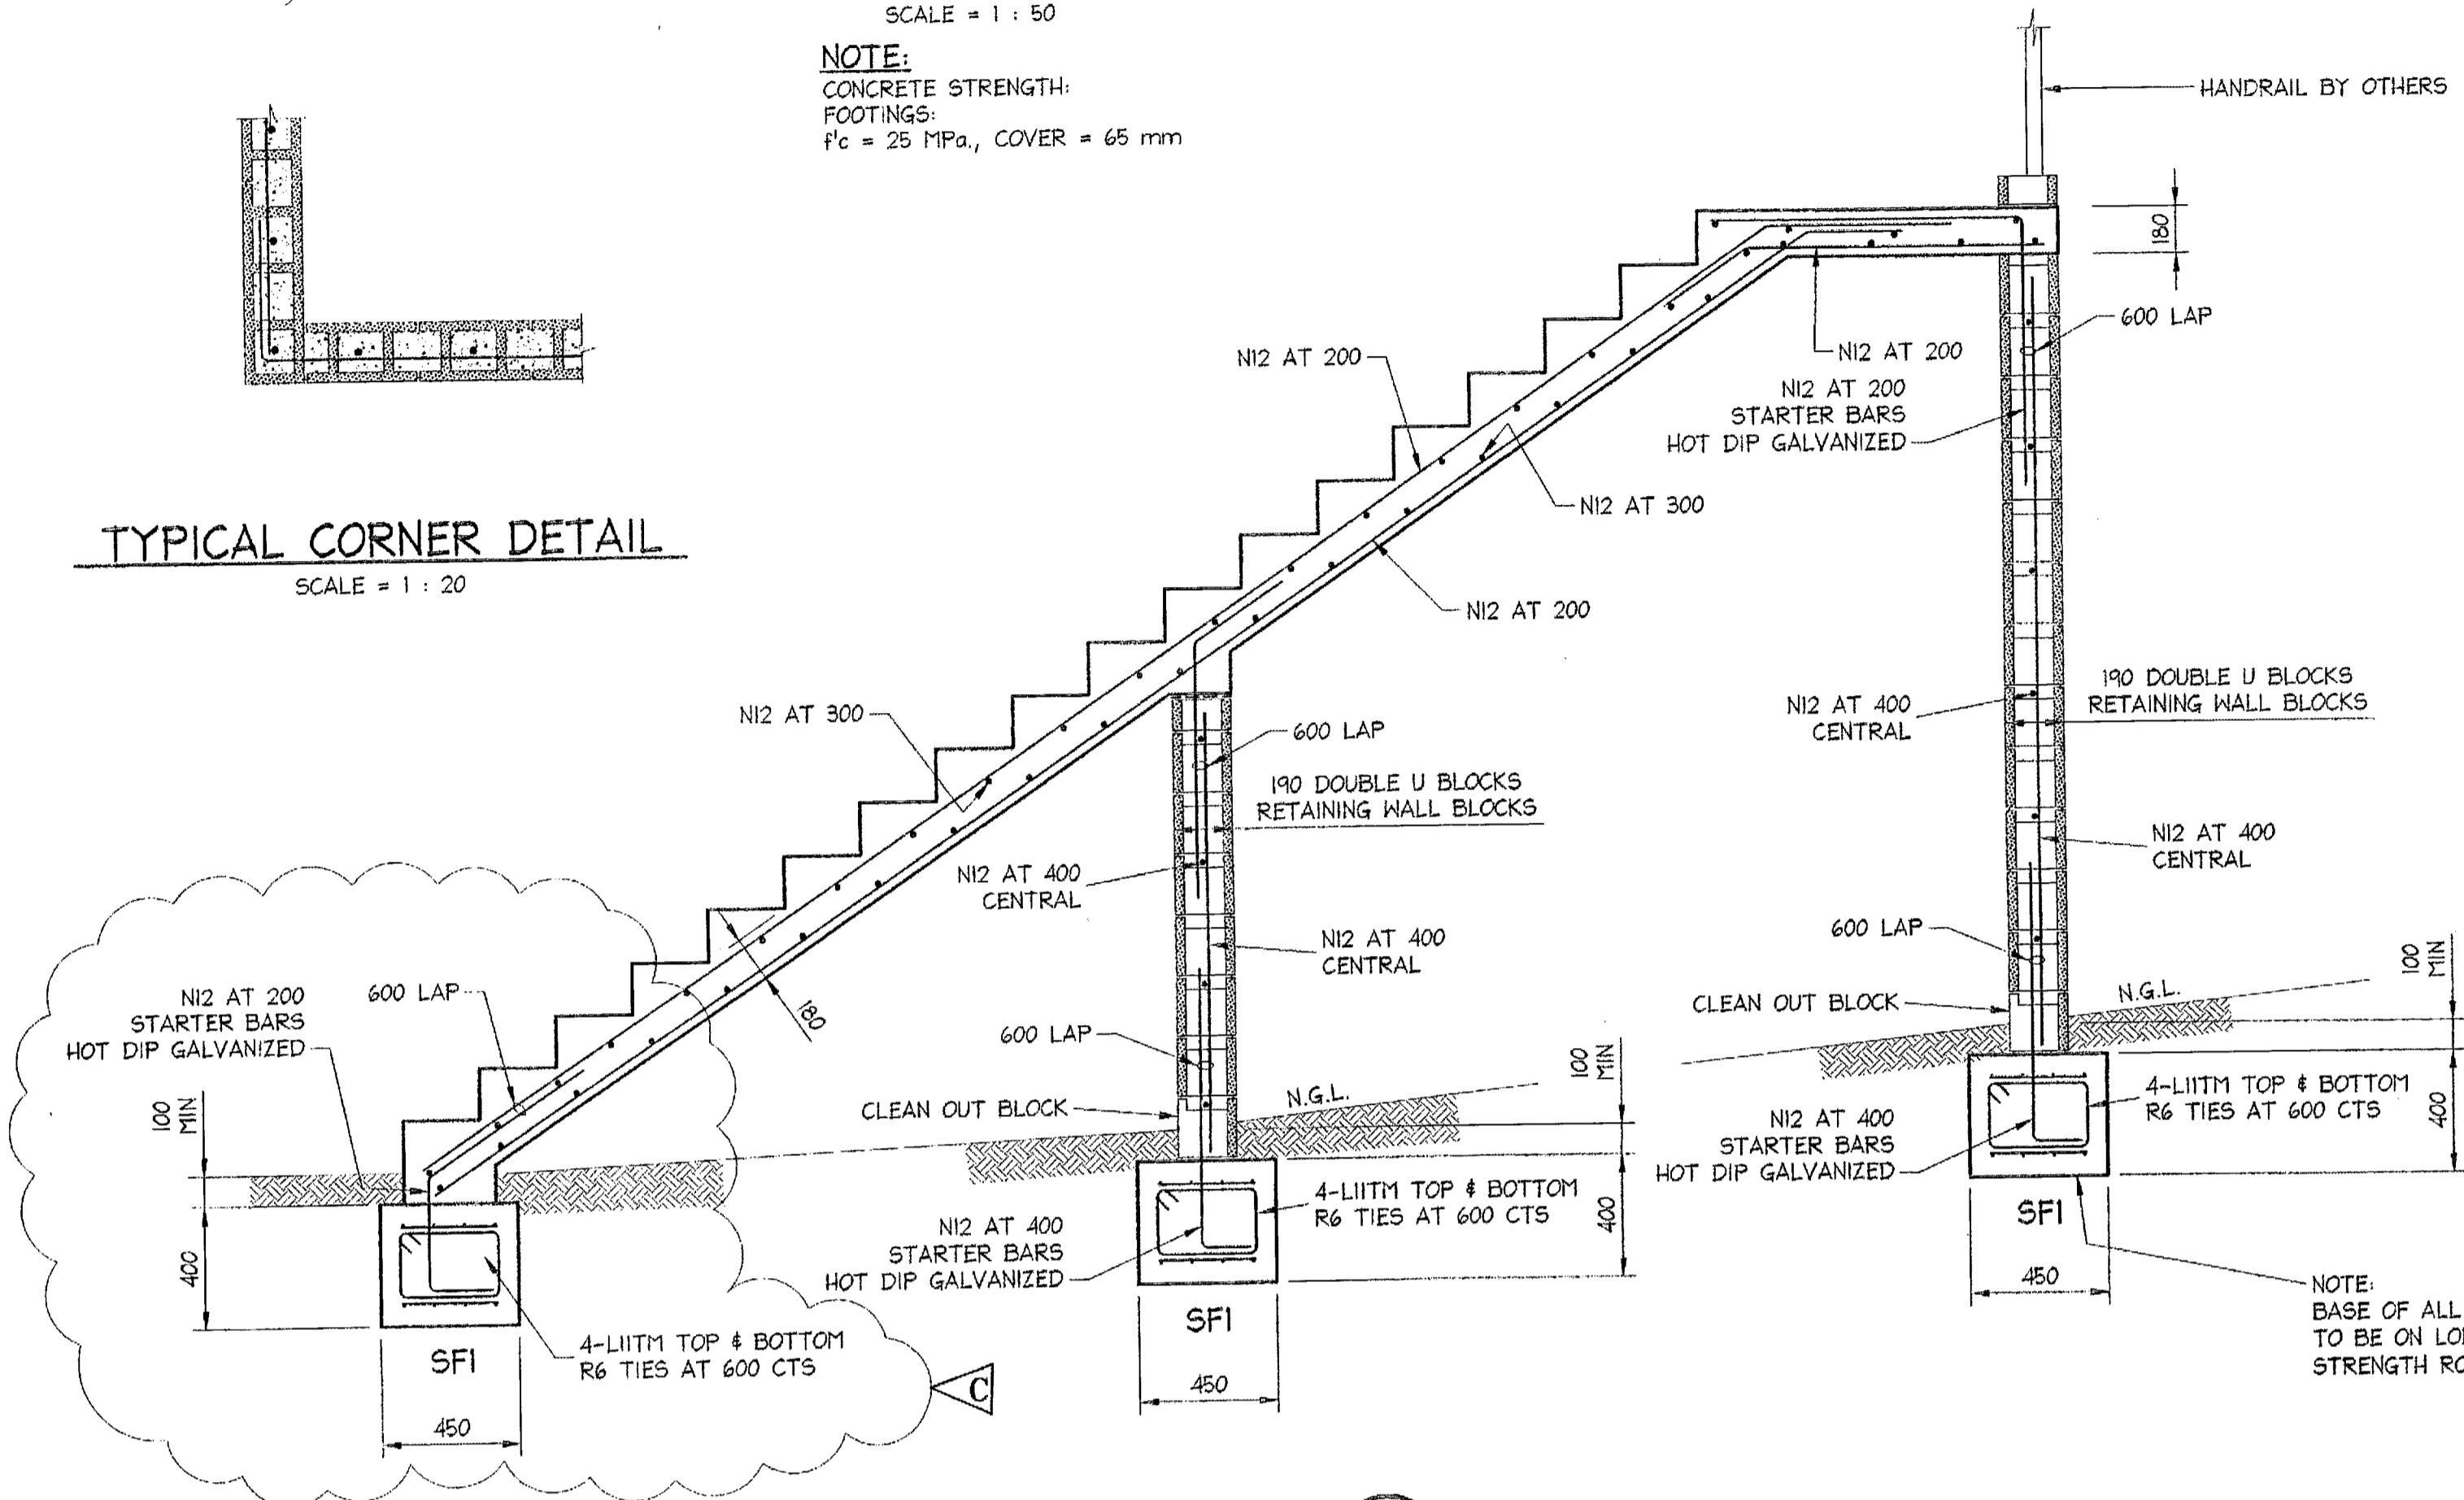 SCALE = 1 : 50
NOTE:
CONCRETE STRENGTH:
FOOTINGS:
f'c = 25 MPa., COVER = 65 mm
HANDRAIL BY OTHERS
180
600 LAP
N12 AT 200
N12 AT 200
N12 AT 200
STARTER BARS
HOT DIP GALVANIZED
N12 AT 300
TYPICAL CORNER DETAIL
SCALE = 1 : 20
N12 AT 200
N12 AT 300
600 LAP
190 DOUBLE U BLOCKS
RETAINING WALL BLOCKS
N12 AT 400
CENTRAL
190 DOUBLE U BLOCKS
RETAINING WALL BLOCKS
N12 AT 400
CENTRAL
N12 AT 400
CENTRAL
N12 AT 400
CENTRAL
600 LAP
100
MIN
N.G.L.
CLEAN OUT BLOCK
N12 AT 200
STARTER BARS
HOT DIP GALVANIZED
600 LAP
180
600 LAP
100
MIN
N.G.L.
CLEAN OUT BLOCK
100
MIN
400
4-L11TM TOP & BOTTOM
R6 TIES AT 600 CTS
SF1
450
C
N12 AT 400
STARTER BARS
HOT DIP GALVANIZED
4-L11TM TOP & BOTTOM
R6 TIES AT 600 CTS
400
SF1
450
N12 AT 400
STARTER BARS
HOT DIP GALVANIZED
4-L11TM TOP & BOTTOM
R6 TIES AT 600 CTS
400
SF1
450
NOTE:
BASE OF ALL
TO BE ON
STRENGTH